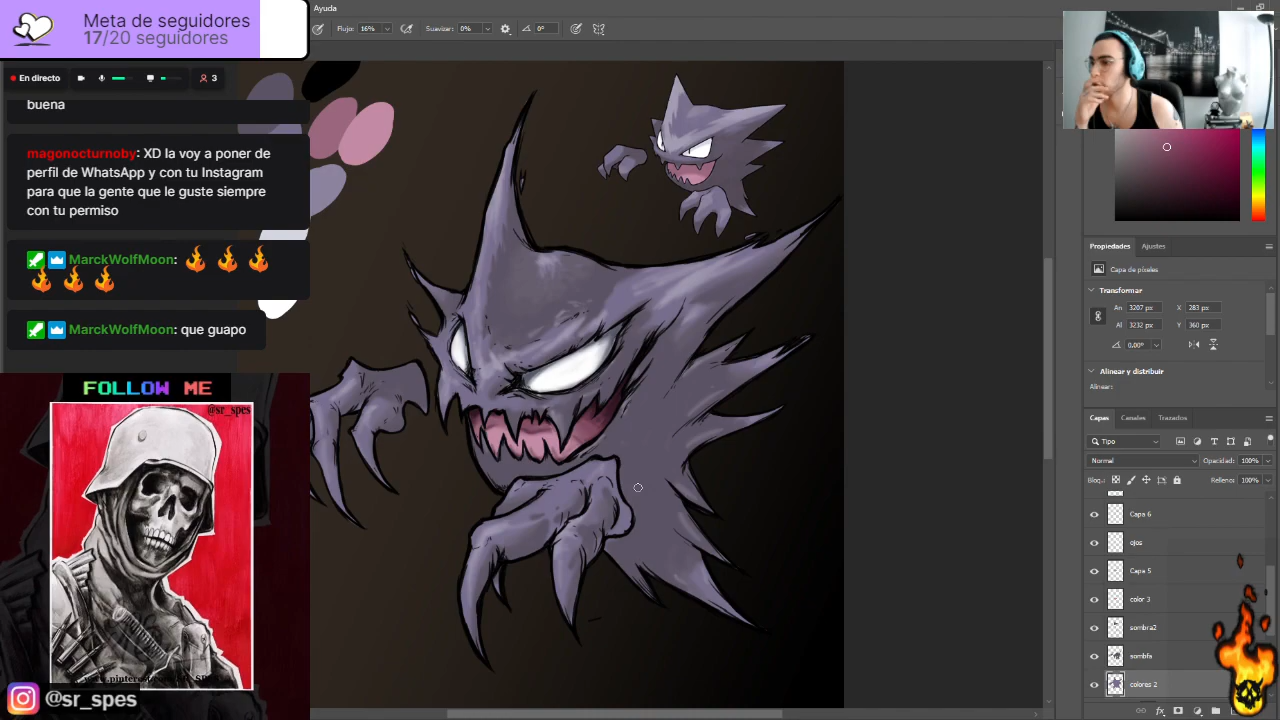 Meta de seguidores
17/20 seguidores
Ayuda
Flujo: 16%
Suavizar: 0%
0°
En directo
3
buena
magonocturnoby: XD la voy a poner de
perfil de WhatsApp y con tu Instagram
para que la gente que le guste siempre
con tu permiso
MarckWolfMoon:
MarckWolfMoon: que guapo
FOLLOW ME
@sr_spes
@sr_spes
Propiedades
Ajustes
Capa de píxeles
Transformar
An 3207 px
X 283 px
Al 3232 px
Y 360 px
0,00°
Alinear y distribuir
Alinear:
Capas
Canales
Trazados
Tipo
Normal
Opacidad: 100%
Bloq.:
Relleno: 100%
Capa 6
ojos
Capa 5
color 3
sombra2
sombfa
colores 2
fx